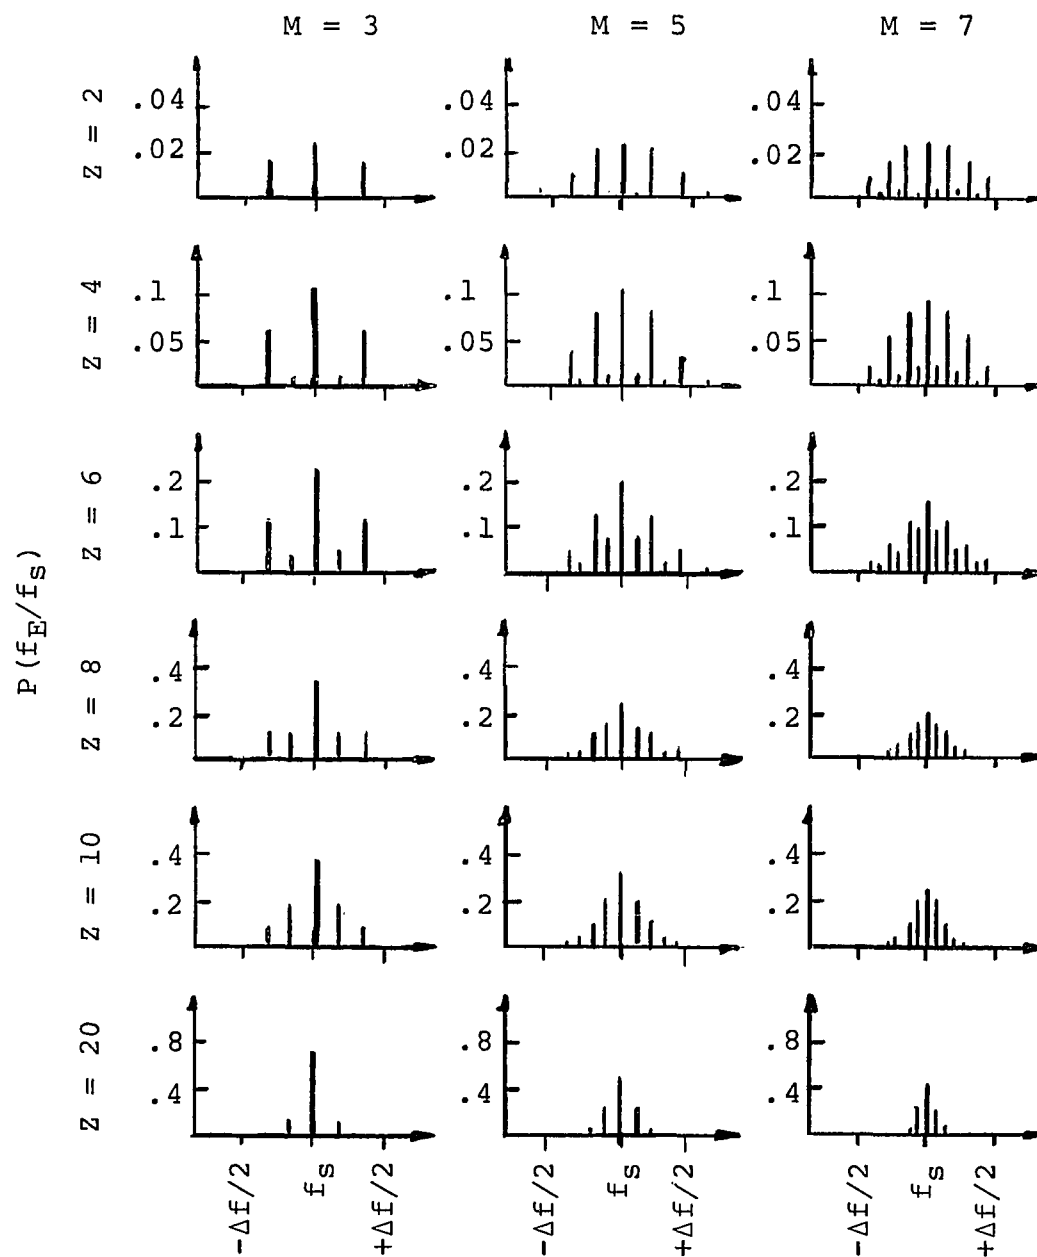 M = 3 M = 5 M = 7
P(fE/fS)
Z = 2
.04 .04 .04
.02 .02 .02
Z = 4
.1 .1 .1
.05 .05 .05
Z = 6
.2 .2 .2
.1 .1 .1
Z = 8
.4 .4 .4
.2 .2 .2
Z = 10
.4 .4 .4
.2 .2 .2
Z = 20
.8 .8 .8
.4 .4 .4
-Δf/2 fs +Δf/2 -Δf/2 fs +Δf/2 -Δf/2 fs +Δf/2